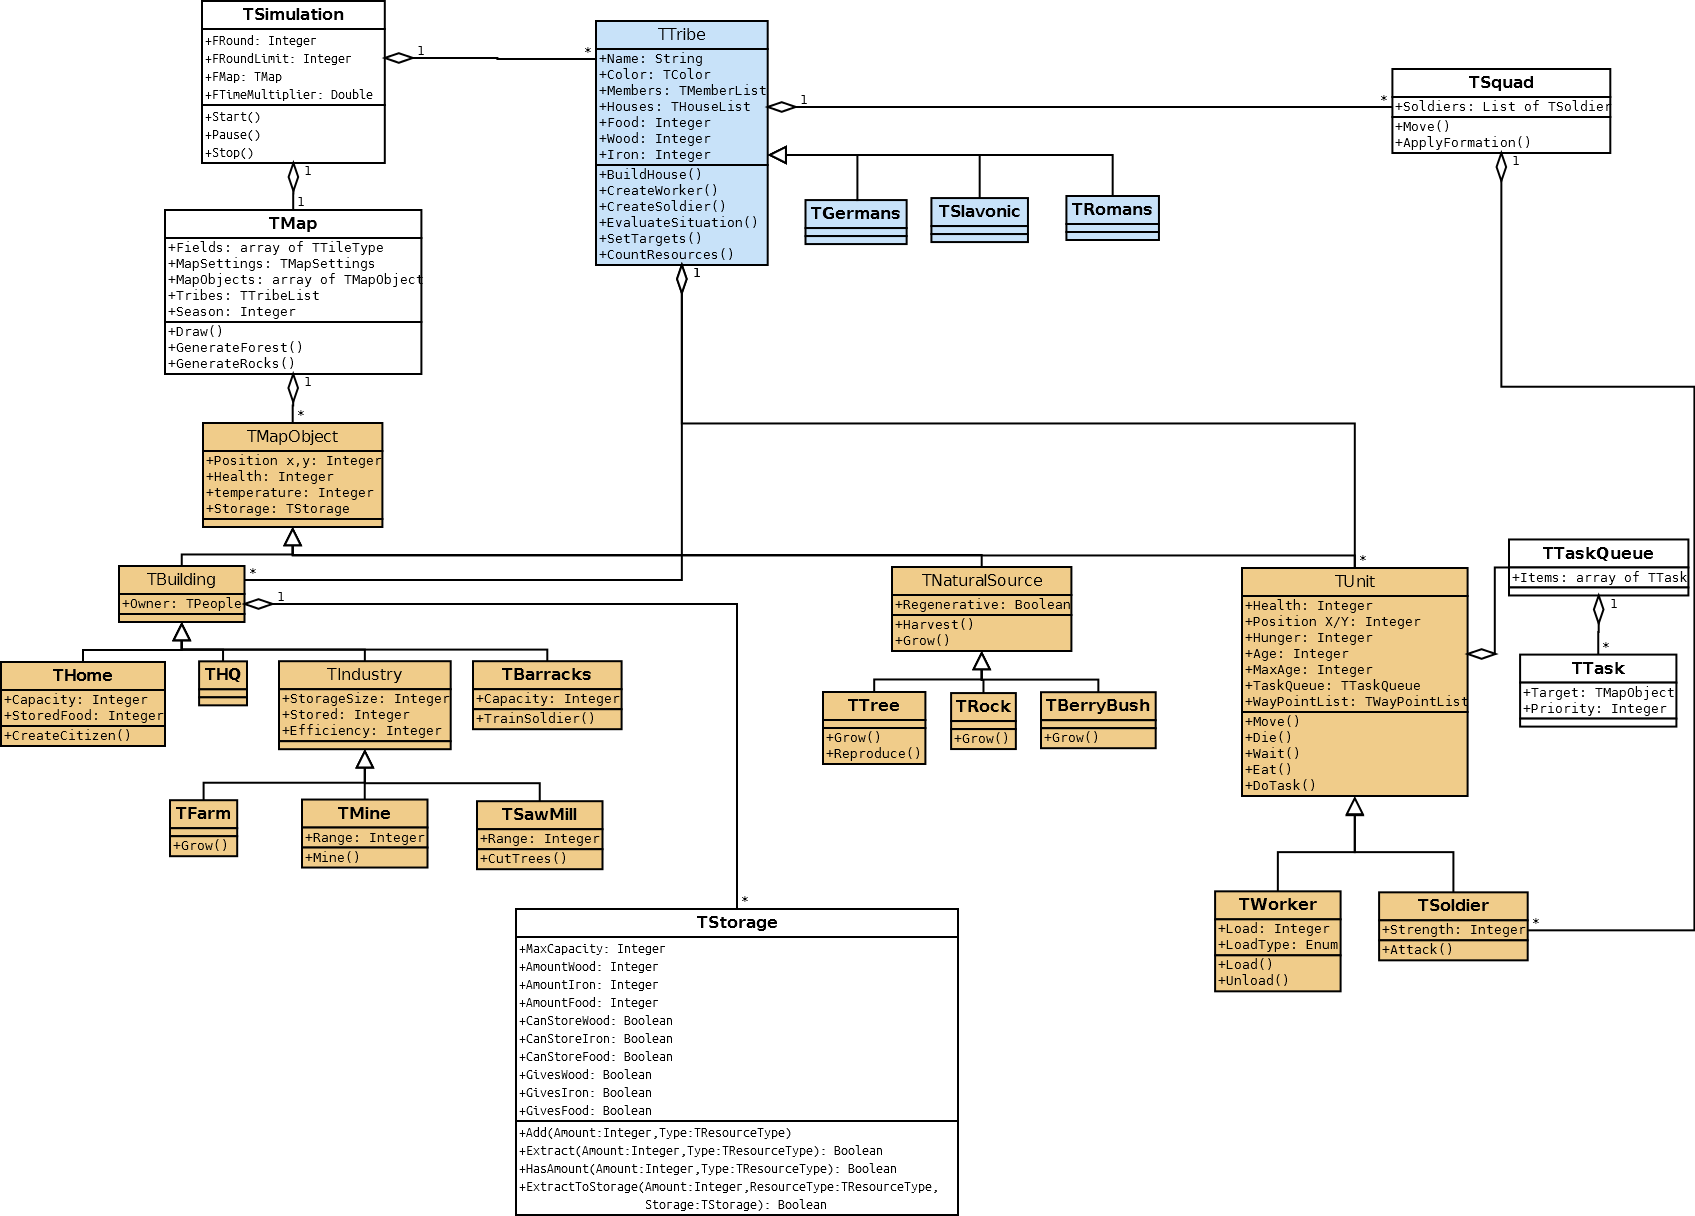 TSimulation
+FRound: Integer
+FRoundLimit: Integer
+FMap: TMap
+FTimeMultiplier: Double
+Start()
+Pause()
+Stop()
1
*
1
1
TTribe
+Name: String
+Color: TColor
+Members: TMemberList
+Houses: THouseList
+Food: Integer
+Wood: Integer
+Iron: Integer
+BuildHouse()
+CreateWorker()
+CreateSoldier()
+EvaluateSituation()
+SetTargets()
+CountResources()
1
*
1
TSquad
+Soldiers: List of TSoldier
+Move()
+ApplyFormation()
1
TGermans
TSlavonic
TRomans
TMap
+Fields: array of TTileType
+MapSettings: TMapSettings
+MapObjects: array of TMapObject
+Tribes: TTribeList
+Season: Integer
+Draw()
+GenerateForest()
+GenerateRocks()
1
*
TMapObject
+Position x,y: Integer
+Health: Integer
+temperature: Integer
+Storage: TStorage
TBuilding
+Owner: TPeople
*
1
TNaturalSource
+Regenerative: Boolean
+Harvest()
+Grow()
*
TUnit
+Health: Integer
+Position X/Y: Integer
+Hunger: Integer
+Age: Integer
+MaxAge: Integer
+TaskQueue: TTaskQueue
+WayPointList: TWayPointList
+Move()
+Die()
+Wait()
+Eat()
+DoTask()
TTaskQueue
+Items: array of TTask
1
*
TTask
+Target: TMapObject
+Priority: Integer
THome
+Capacity: Integer
+StoredFood: Integer
+CreateCitizen()
THQ
TIndustry
+StorageSize: Integer
+Stored: Integer
+Efficiency: Integer
TBarracks
+Capacity: Integer
+TrainSoldier()
TTree
+Grow()
+Reproduce()
TRock
+Grow()
TBerryBush
+Grow()
TFarm
+Grow()
TMine
+Range: Integer
+Mine()
TSawMill
+Range: Integer
+CutTrees()
TWorker
+Load: Integer
+LoadType: Enum
+Load()
+Unload()
TSoldier
+Strength: Integer
+Attack()
*
*
TStorage
+MaxCapacity: Integer
+AmountWood: Integer
+AmountIron: Integer
+AmountFood: Integer
+CanStoreWood: Boolean
+CanStoreIron: Boolean
+CanStoreFood: Boolean
+GivesWood: Boolean
+GivesIron: Boolean
+GivesFood: Boolean
+Add(Amount:Integer,Type:TResourceType)
+Extract(Amount:Integer,Type:TResourceType): Boolean
+HasAmount(Amount:Integer,Type:TResourceType): Boolean
+ExtractToStorage(Amount:Integer,ResourceType:TResourceType,
Storage:TStorage): Boolean